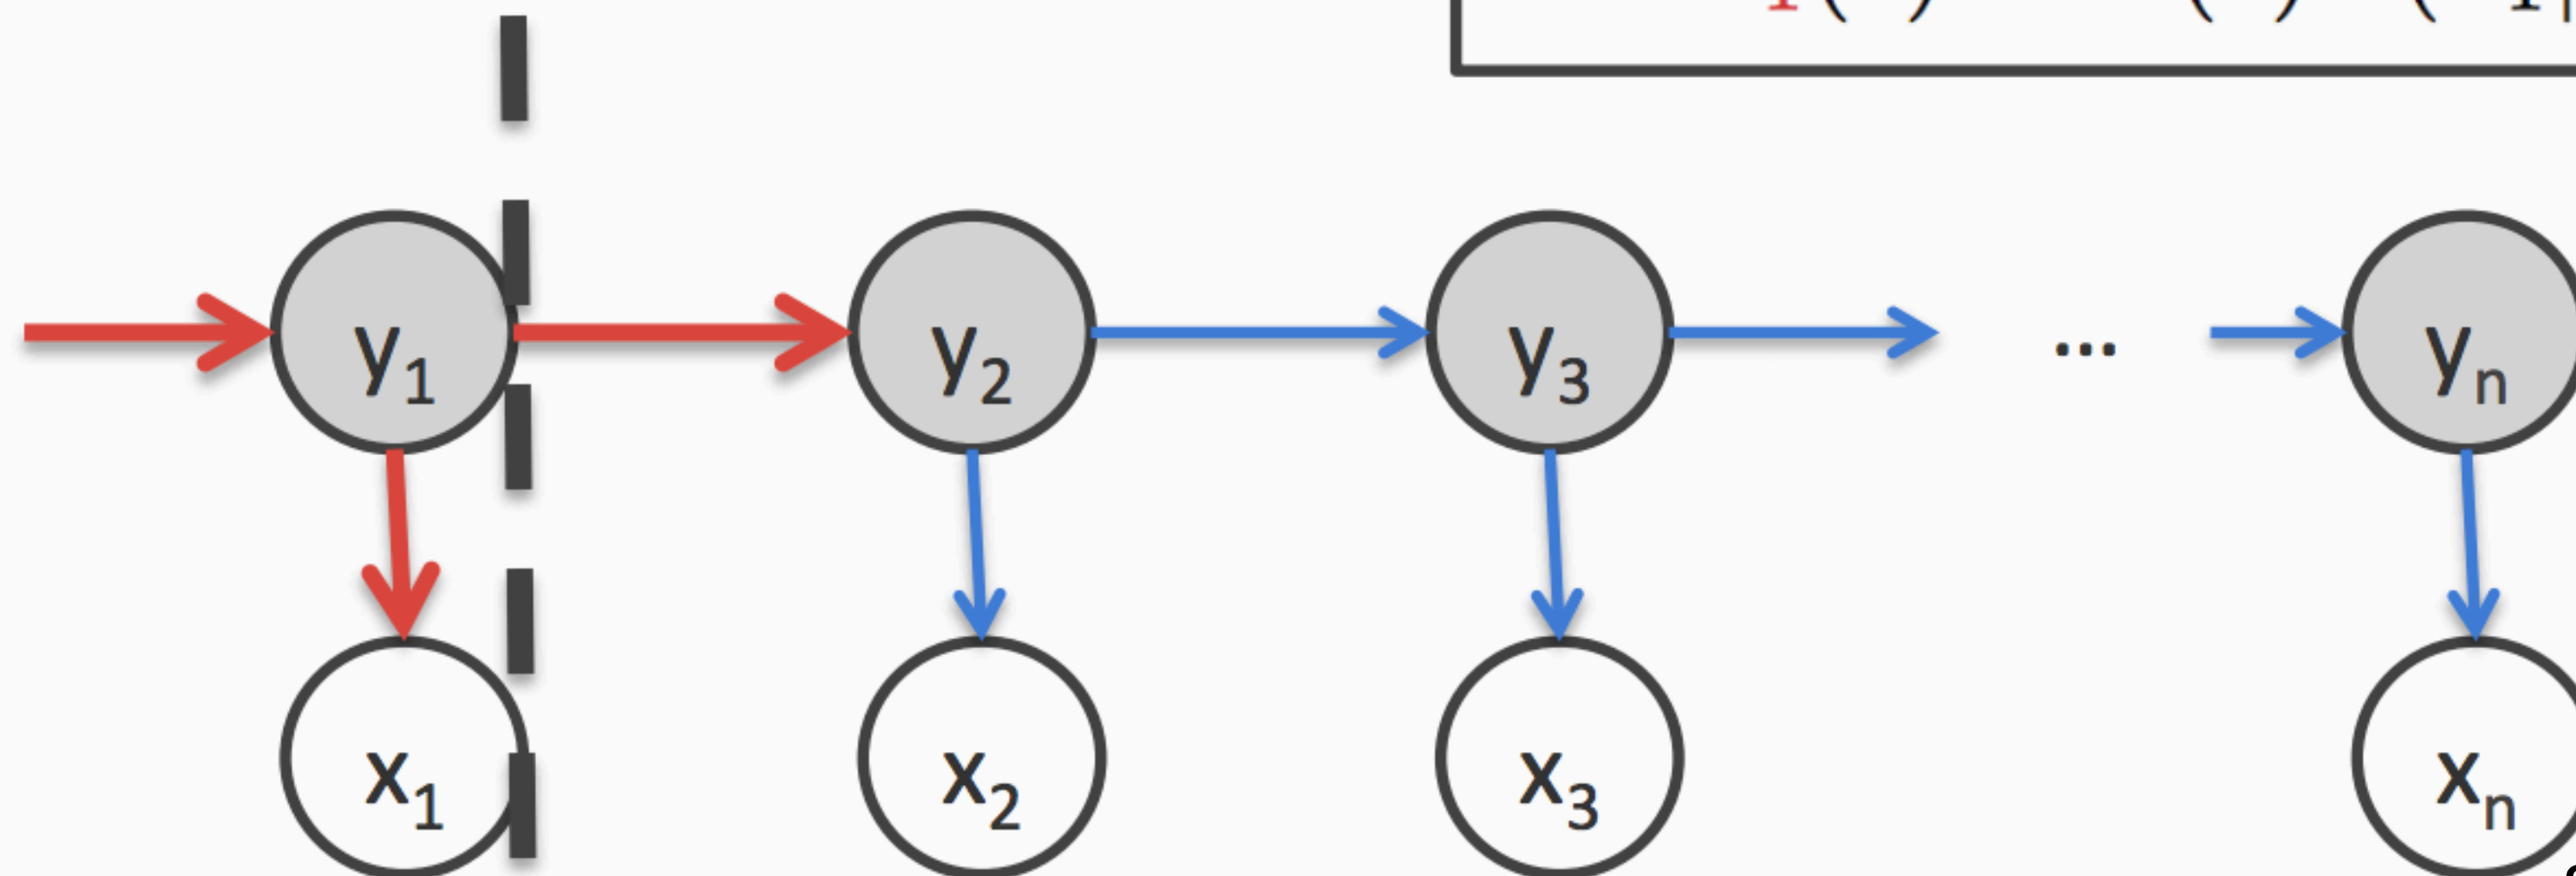 y₁ y₂ y₃ ... yₙ
x₁ x₂ x₃ xₙ